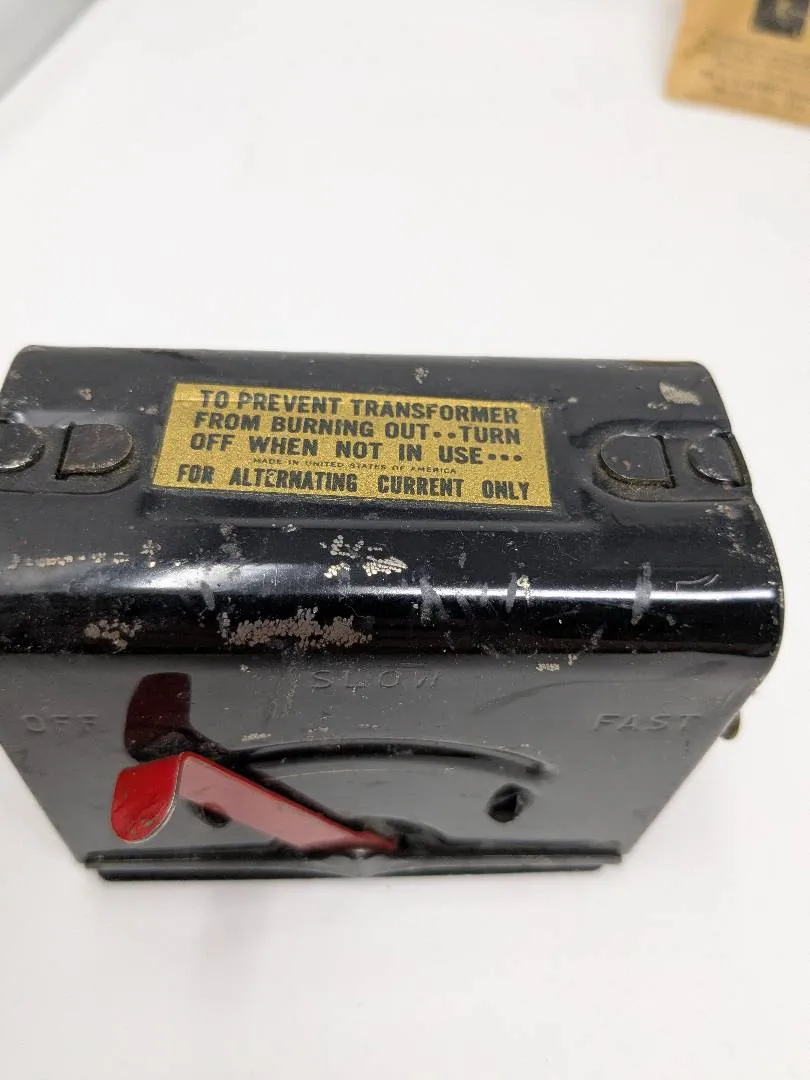 TO PREVENT TRANSFORMER
FROM BURNING OUT••TURN
OFF WHEN NOT IN USE•••
MADE IN UNITED STATES OF AMERICA
FOR ALTERNATING CURRENT ONLY
SLOW
OFF FAST